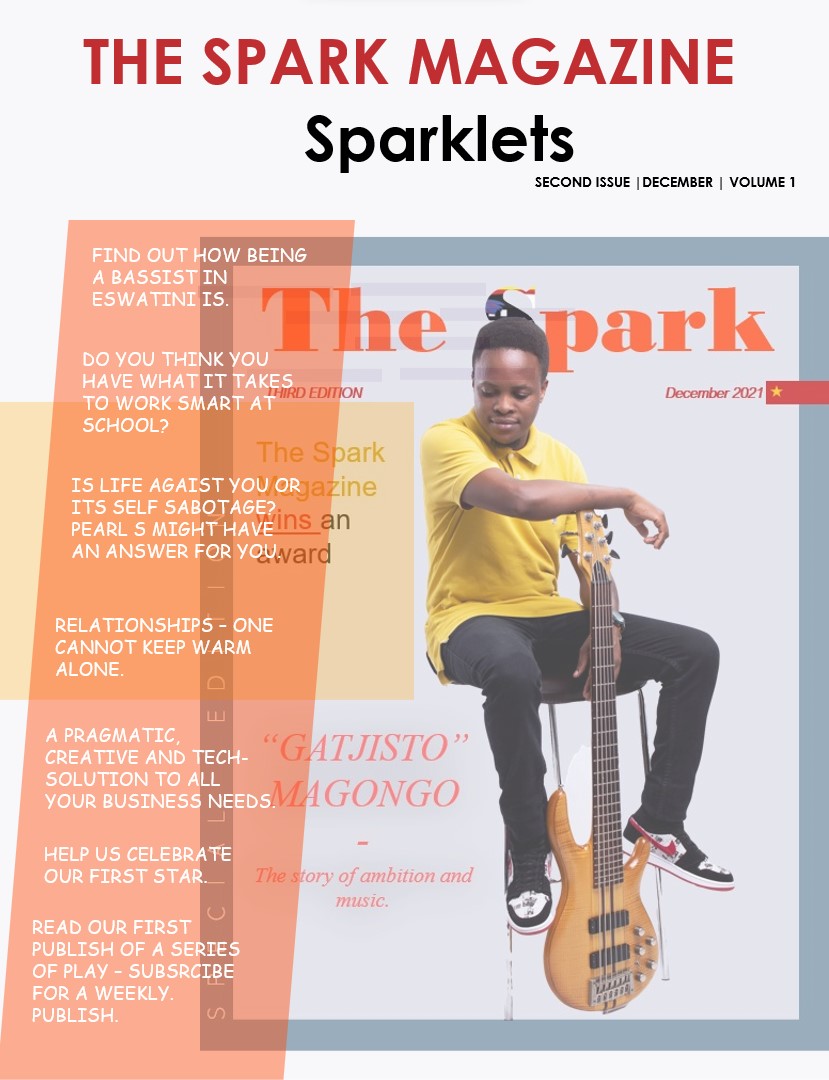 THE SPARK MAGAZINE
Sparklets
SECOND ISSUE |DECEMBER | VOLUME 1
FIND OUT HOW BEING
A BASSIST IN
ESWATINI IS.
DO YOU THINK YOU
HAVE WHAT IT TAKES
TO WORK SMART AT
SCHOOL?
IS LIFE AGAIST YOU OR
ITS SELF SABOTAGE?
PEARL S MIGHT HAVE
AN ANSWER FOR YOU.
RELATIONSHIPS – ONE
CANNOT KEEP WARM
ALONE.
A PRAGMATIC,
CREATIVE AND TECH-
SOLUTION TO ALL
YOUR BUSINESS NEEDS.
HELP US CELEBRATE
OUR FIRST STAR.
READ OUR FIRST
PUBLISH OF A SERIES
OF PLAY – SUBSRCIBE
FOR A WEEKLY.
PUBLISH.
The Spark
THIRD EDITION
December 2021
The Spark
Magazine
wins an
award
SPECIAL EDITION
“GATJISTO”
MAGONGO
-
The story of ambition and
music.